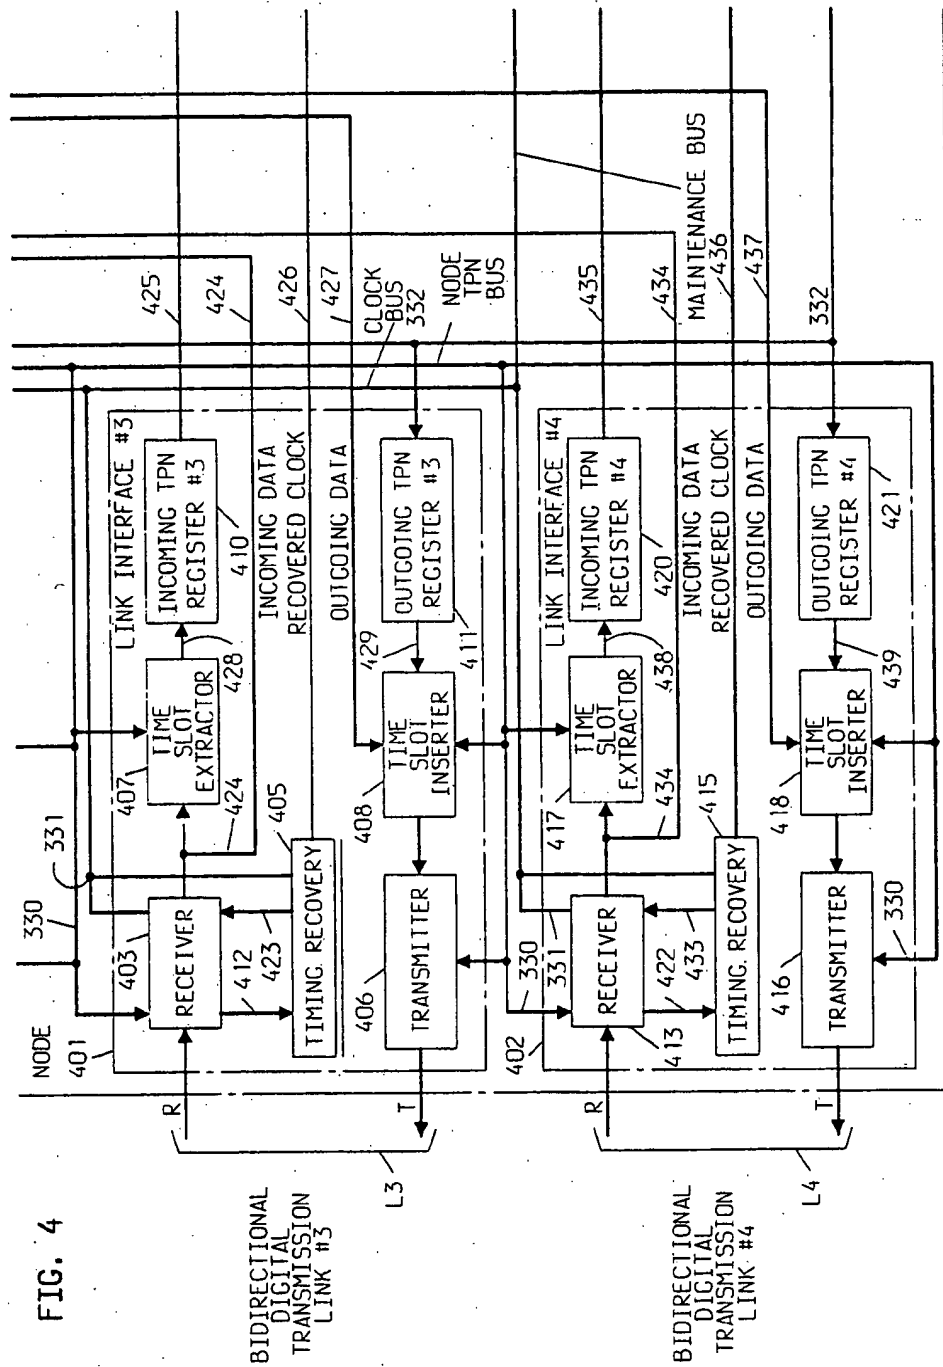 FIG. 4
BIDIRECTIONAL
DIGITAL
TRANSMISSION
LINK #3
L3
R
T
BIDIRECTIONAL
DIGITAL
TRANSMISSION
LINK #4
L4
R
T
NODE
401
330
331
LINK INTERFACE #3
403
RECEIVER
412
423
405
TIMING RECOVERY
424
407
TIME
SLOT
EXTRACTOR
428
INCOMING TPN
REGISTER #3
410
INCOMING DATA
RECOVERED CLOCK
OUTGOING DATA
406
TRANSMITTER
408
TIME
SLOT
INSERTER
429
OUTGOING TPN
REGISTER #3
411
425
424
426
427
CLOCK
BUS
332
NODE
TPN
BUS
MAINTENANCE BUS
402
330
331
LINK INTERFACE #4
RECEIVER
413
422
433
415
TIMING RECOVERY
434
417
TIME
SLOT
EXTRACTOR
438
INCOMING TPN
REGISTER #4
420
INCOMING DATA
RECOVERED CLOCK
OUTGOING DATA
416
TRANSMITTER
330
418
TIME
SLOT
INSERTER
439
OUTGOING TPN
REGISTER #4
421
435
434
436
437
332